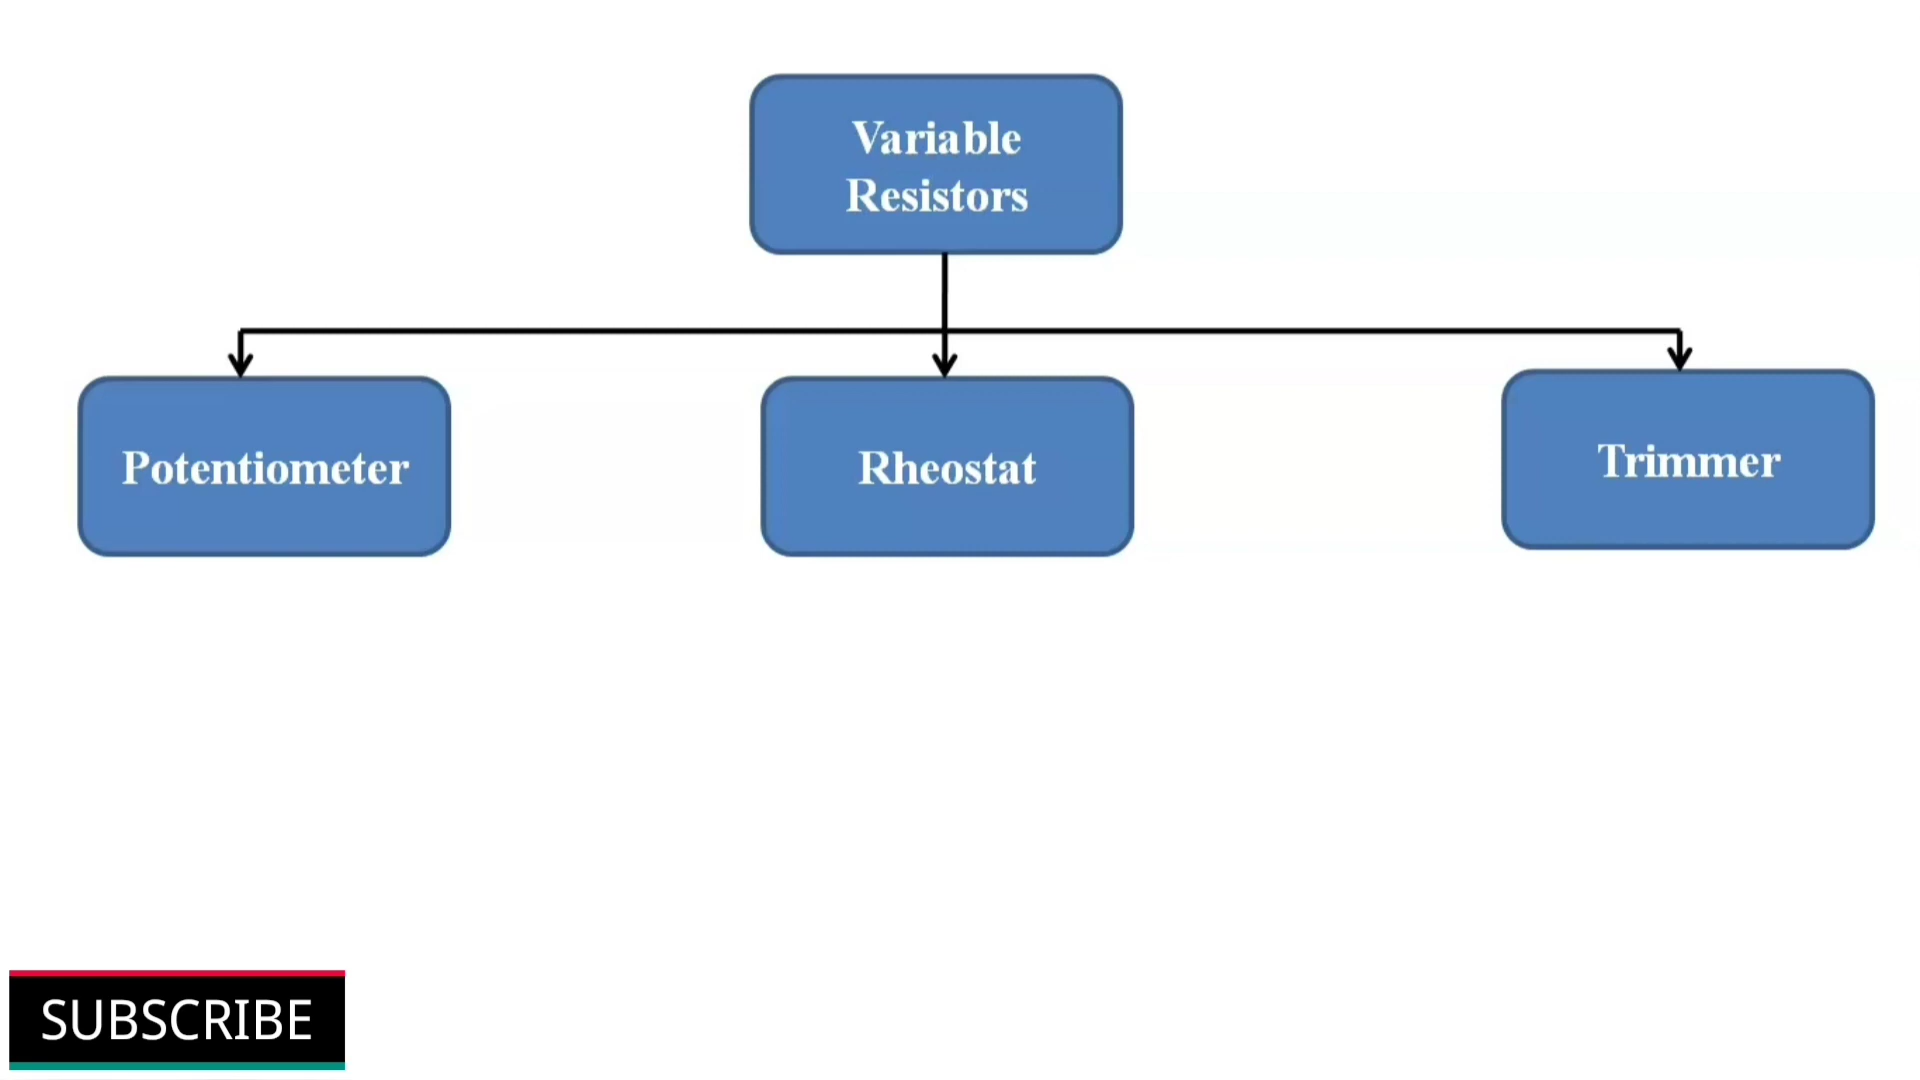 Variable
Resistors
Potentiometer
Rheostat
Trimmer
SUBSCRIBE